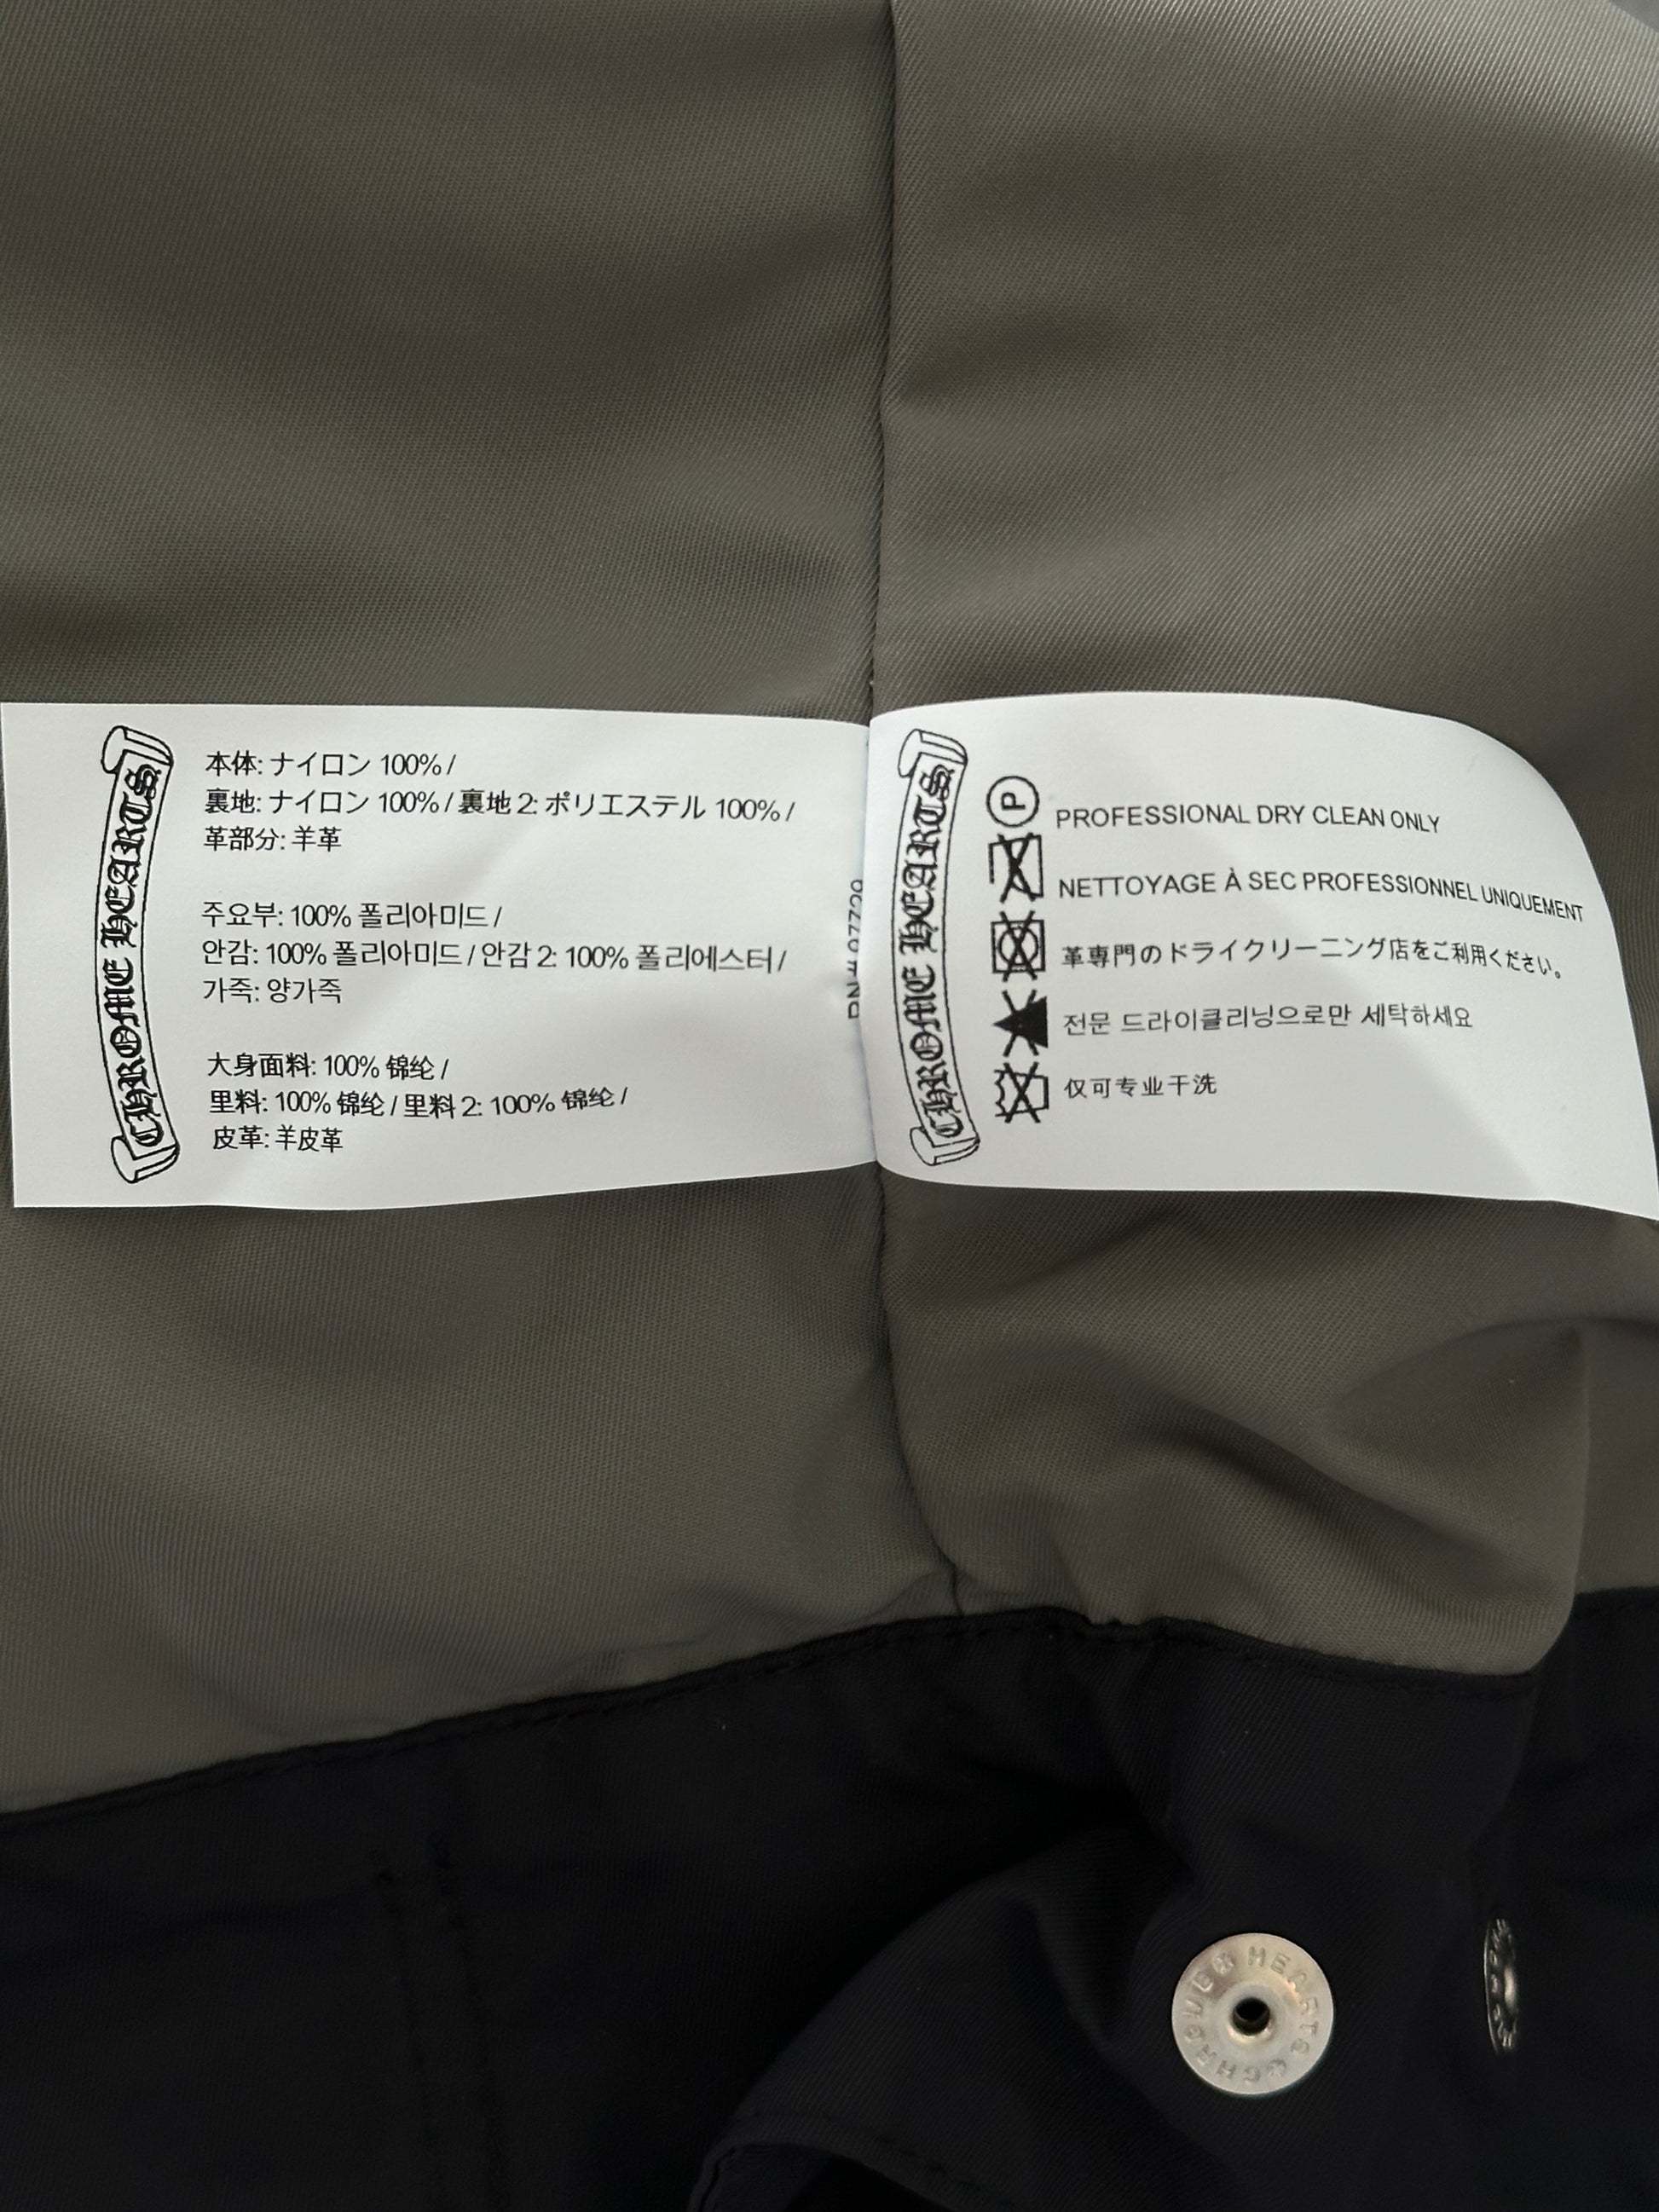 CHROME HEARTS
本体: ナイロン 100% /
裏地: ナイロン 100% / 裏地 2: ポリエステル 100% /
革部分: 羊革
주요부: 100% 폴리아미드 /
안감: 100% 폴리아미드 / 안감 2: 100% 폴리에스터 /
가죽: 양가죽
大身面料: 100% 锦纶 /
里料: 100% 锦纶 / 里料 2: 100% 锦纶 /
皮革: 羊皮革
CHROME HEARTS
P
PROFESSIONAL DRY CLEAN ONLY
NETTOYAGE À SEC PROFESSIONNEL UNIQUEMENT
革専門のドライクリーニング店をご利用ください。
전문 드라이클리닝으로만 세탁하세요
仅可专业干洗
CHROME HEARTS